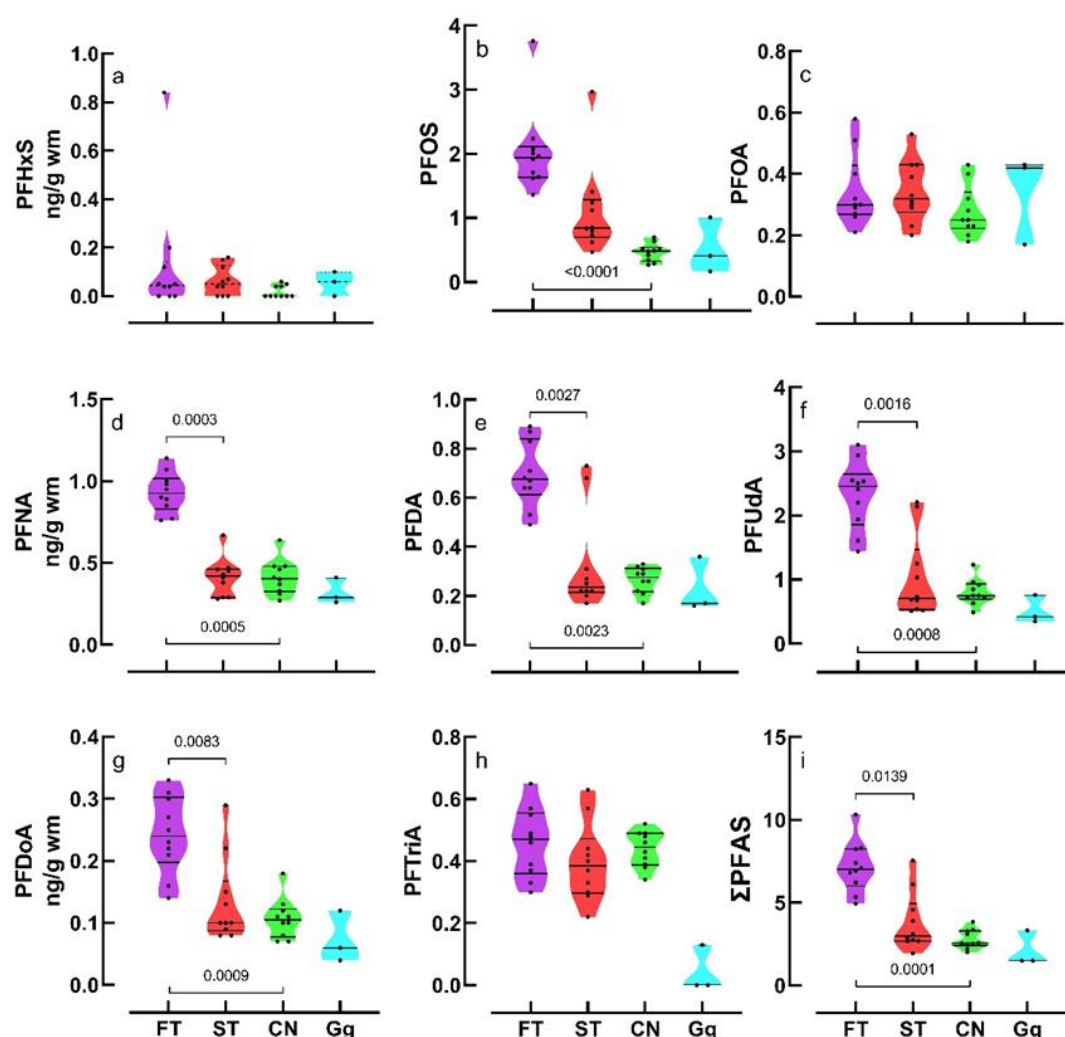 a
PFHxS
ng/g wm
1.0
0.8
0.6
0.4
0.2
0.0
b
PFOS
4
3
2
1
0
<0.0001
c
PFOA
0.8
0.6
0.4
0.2
0.0
d
PFNA
ng/g wm
1.5
1.0
0.5
0.0
0.0003
0.0005
e
PFDA
1.0
0.8
0.6
0.4
0.2
0.0
0.0027
0.0023
f
PFUdA
4
3
2
1
0
0.0016
0.0008
g
PFDoA
ng/g wm
0.4
0.3
0.2
0.1
0.0
0.0083
0.0009
FT ST CN Gg
h
PFTriA
0.8
0.6
0.4
0.2
0.0
FT ST CN Gg
i
ΣPFAS
15
10
5
0
0.0139
0.0001
FT ST CN Gg